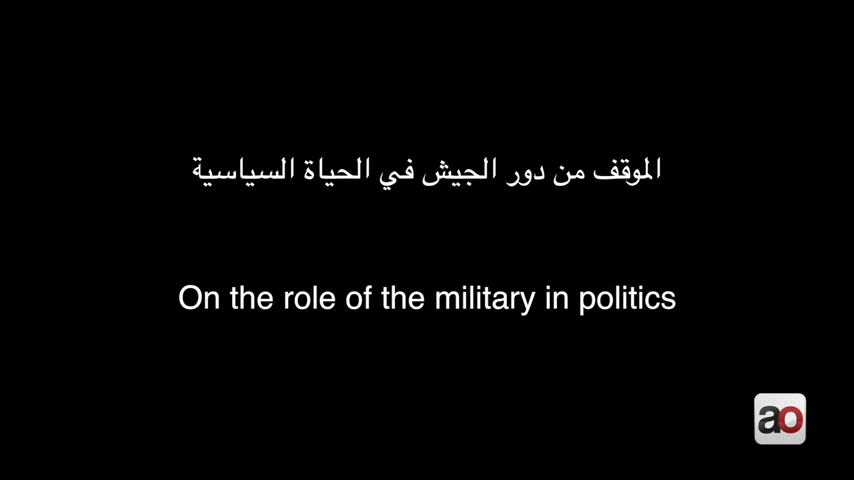 الموقف من دور الجيش في الحياة السياسية
On the role of the military in politics
ao